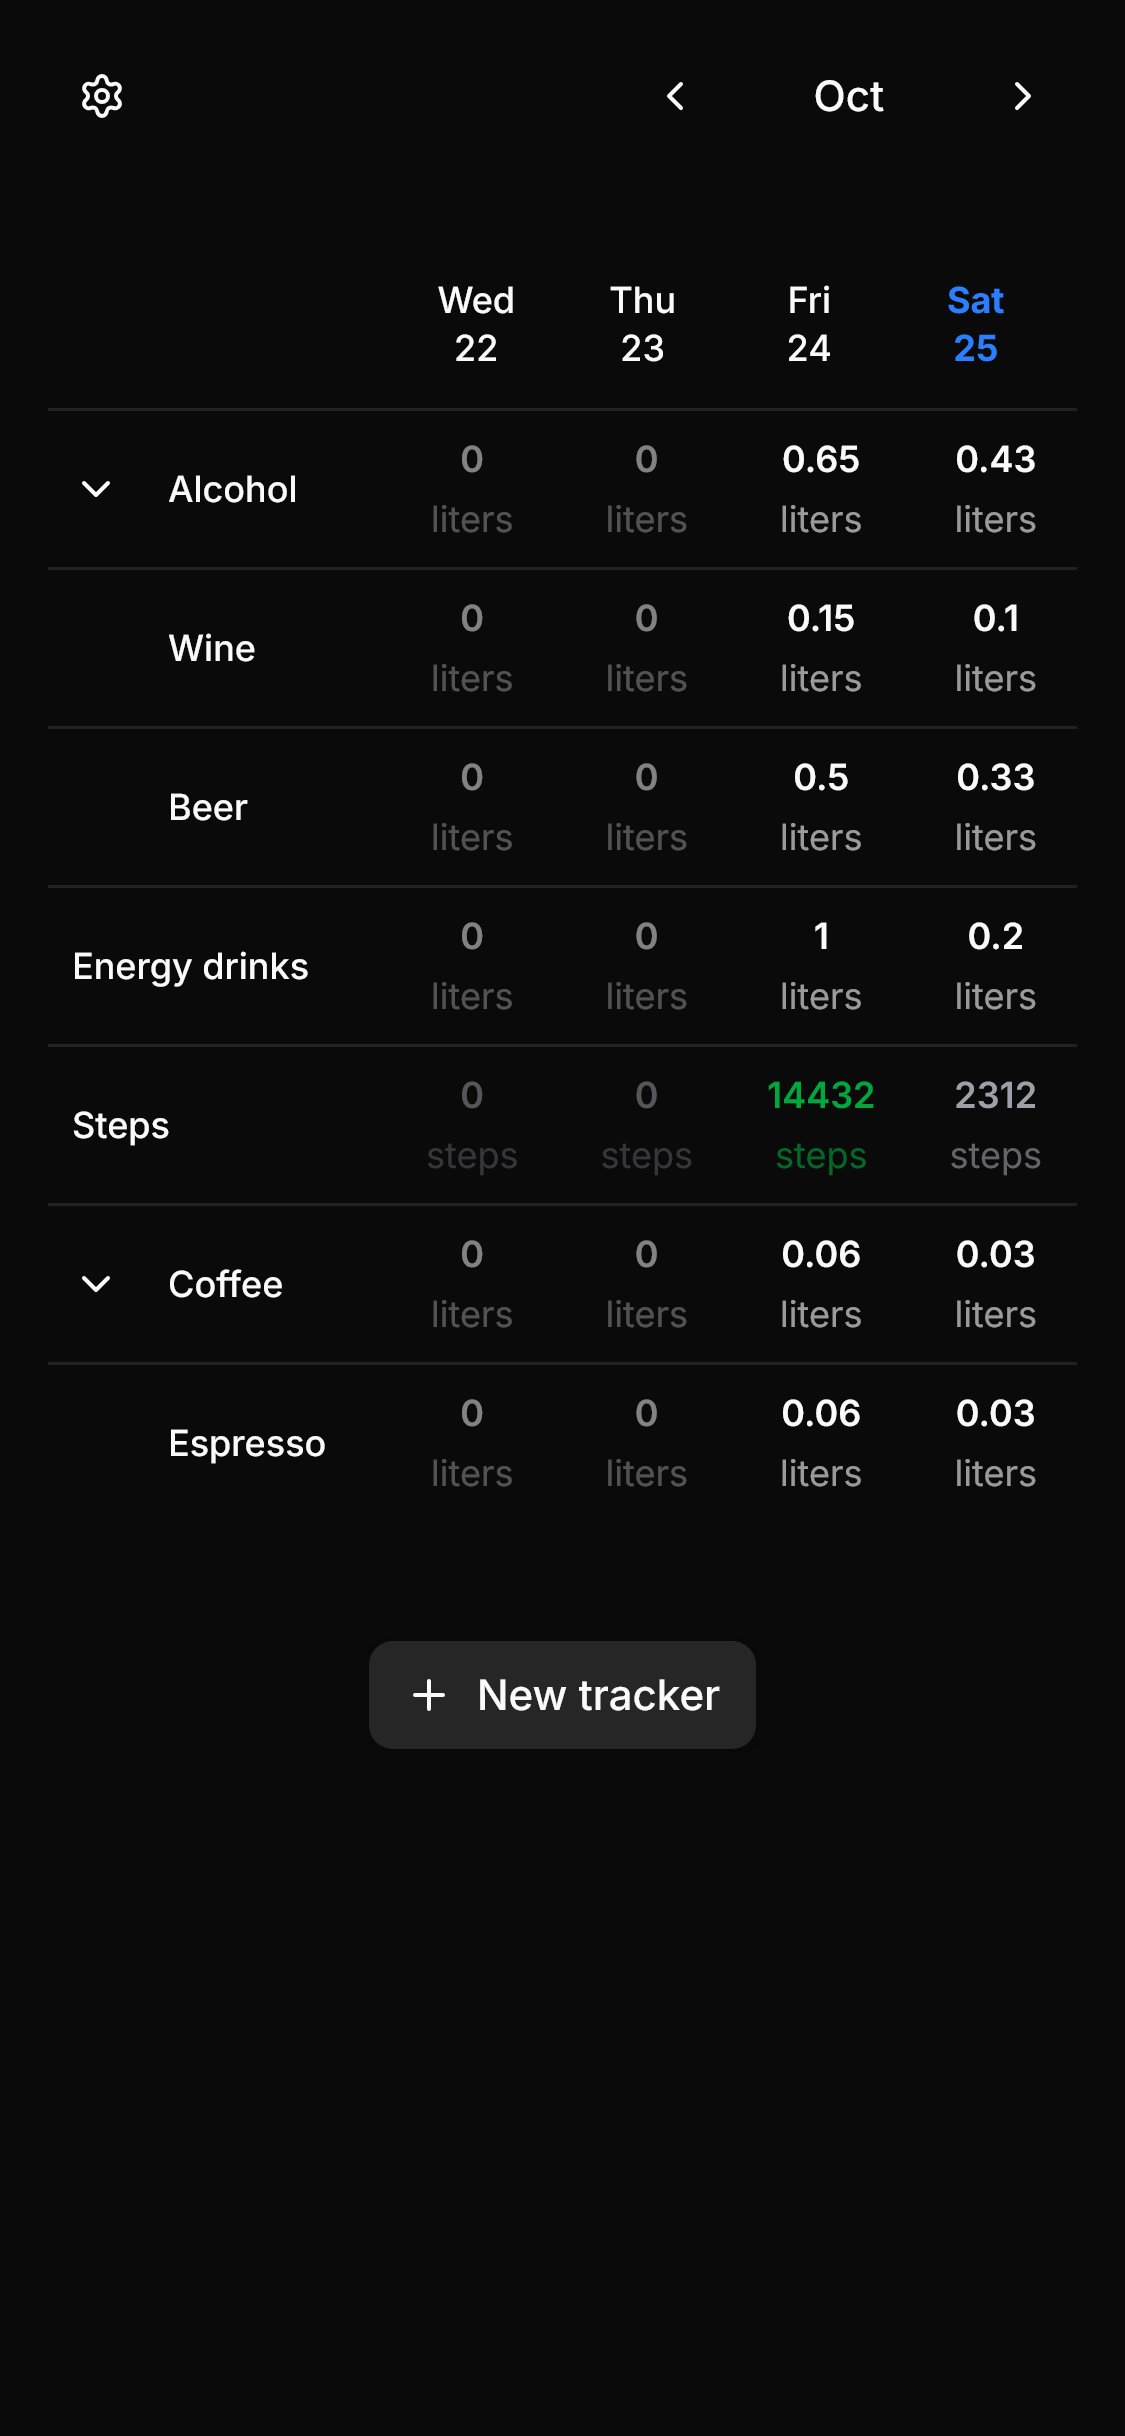 Oct
Wed Thu Fri Sat
22 23 24 25
Alcohol
0 0 0.65 0.43
liters liters liters liters
Wine
0 0 0.15 0.1
liters liters liters liters
Beer
0 0 0.5 0.33
liters liters liters liters
Energy drinks
0 0 1 0.2
liters liters liters liters
Steps
0 0 14432 2312
steps steps steps steps
Coffee
0 0 0.06 0.03
liters liters liters liters
Espresso
0 0 0.06 0.03
liters liters liters liters
New tracker